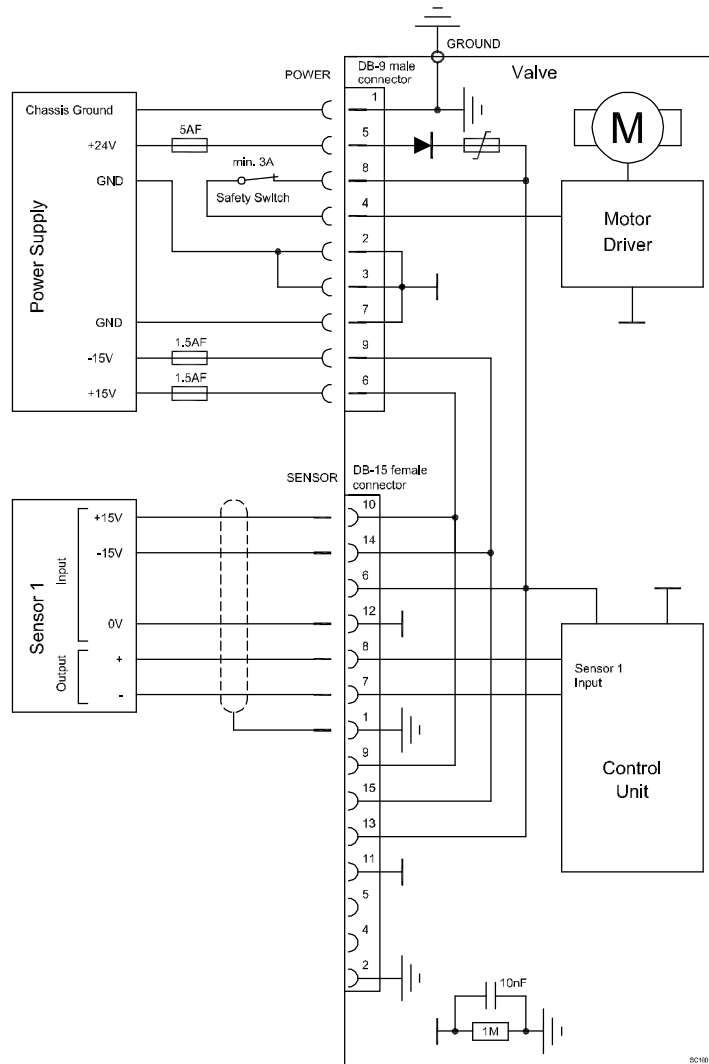 GROUND
POWER
DB-9 male
connector
Valve
Power Supply
Chassis Ground
+24V
GND
GND
-15V
+15V
5AF
min. 3A
Safety Switch
1.5AF
1.5AF
1
5
8
4
2
3
7
9
6
M
Motor
Driver
SENSOR
DB-15 female
connector
Sensor 1
Input
Output
+15V
-15V
0V
+
-
10
14
6
12
8
7
1
9
15
13
11
5
4
2
Sensor 1
Input
Control
Unit
10nF
1M